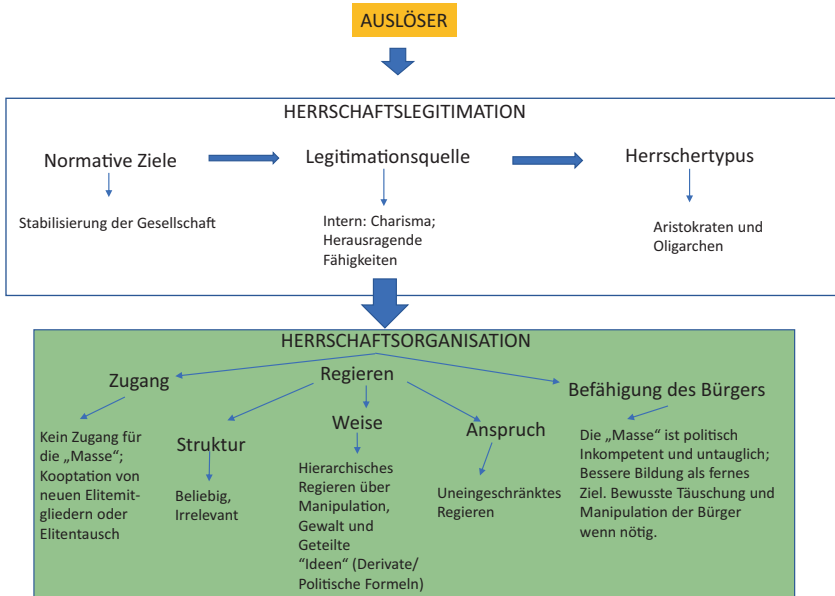 AUSLÖSER
HERRSCHAFTSLEGITIMATION
Normative Ziele
Legitimationsquelle
Herrschertypus
Stabilisierung der Gesellschaft
Intern: Charisma;
Herausragende
Fähigkeiten
Aristokraten und
Oligarchen
HERRSCHAFTSORGANISATION
Zugang
Regieren
Befähigung des Bürgers
Kein Zugang für
die „Masse“;
Kooptation von
neuen Elitemit-
gliedern oder
Elitentausch
Struktur
Beliebig,
Irrelevant
Weise
Hierarchisches
Regieren über
Manipulation,
Gewalt und
Geteilte
“Ideen“ (Derivate/
Politische Formeln)
Anspruch
Uneingeschränktes
Regieren
Die „Masse“ ist politisch
Inkompetent und untauglich;
Bessere Bildung als fernes
Ziel. Bewusste Täuschung und
Manipulation der Bürger
wenn nötig.